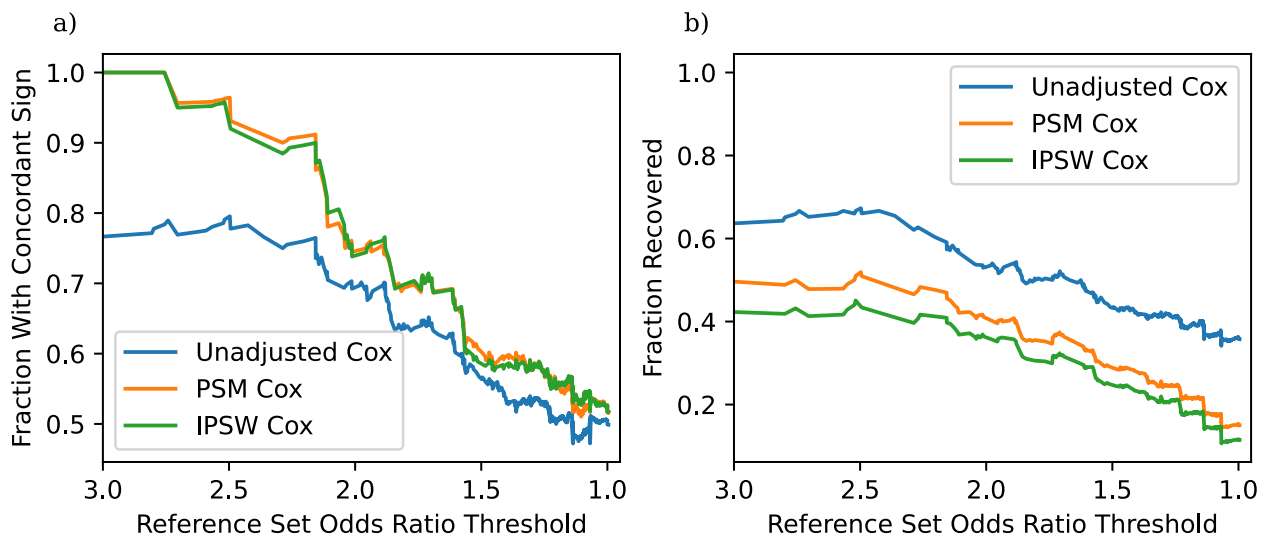 a)
Fraction With Concordant Sign
1.0
0.9
0.8
0.7
0.6
0.5
Unadjusted Cox
PSM Cox
IPSW Cox
3.0 2.5 2.0 1.5 1.0
Reference Set Odds Ratio Threshold
b)
Fraction Recovered
1.0
0.8
0.6
0.4
0.2
Unadjusted Cox
PSM Cox
IPSW Cox
3.0 2.5 2.0 1.5 1.0
Reference Set Odds Ratio Threshold